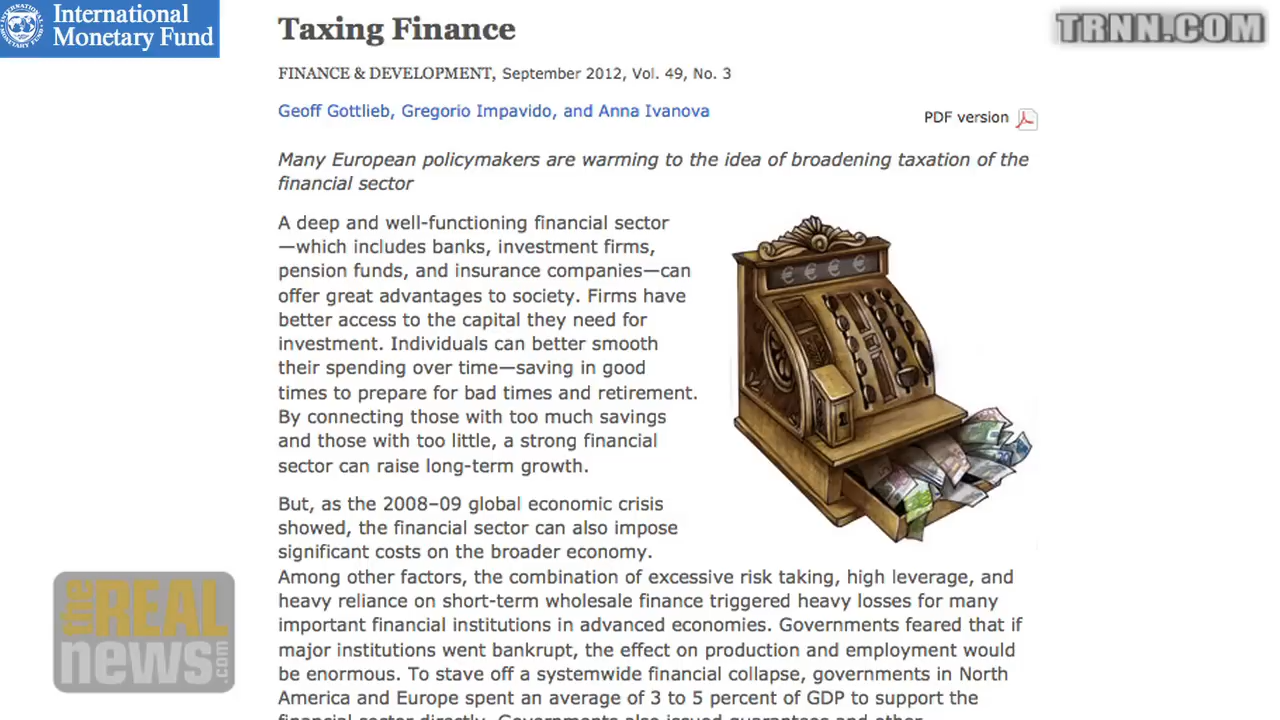 International
Monetary Fund
TRNN.COM
Taxing Finance
FINANCE & DEVELOPMENT, September 2012, Vol. 49, No. 3
Geoff Gottlieb, Gregorio Impavido, and Anna Ivanova
PDF version
Many European policymakers are warming to the idea of broadening taxation of the
financial sector
A deep and well-functioning financial sector
—which includes banks, investment firms,
pension funds, and insurance companies—can
offer great advantages to society. Firms have
better access to the capital they need for
investment. Individuals can better smooth
their spending over time—saving in good
times to prepare for bad times and retirement.
By connecting those with too much savings
and those with too little, a strong financial
sector can raise long-term growth.
€ € € €
But, as the 2008–09 global economic crisis
showed, the financial sector can also impose
significant costs on the broader economy.
Among other factors, the combination of excessive risk taking, high leverage, and
heavy reliance on short-term wholesale finance triggered heavy losses for many
important financial institutions in advanced economies. Governments feared that if
major institutions went bankrupt, the effect on production and employment would
be enormous. To stave off a systemwide financial collapse, governments in North
America and Europe spent an average of 3 to 5 percent of GDP to support the
financial sector directly. Governments also issued guarantees and other
the REAL
news.com